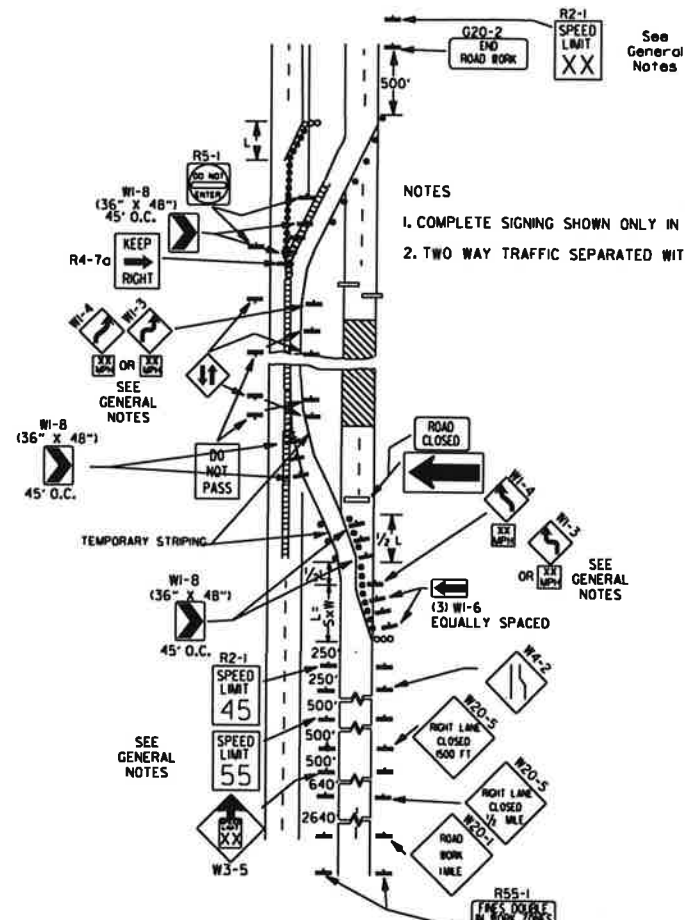 R2-1
SPEED
LIMIT
XX
See
General
Notes
G20-2
END
ROAD WORK
500'
L
R5-1
DO NOT
ENTER
W1-8
(36" X 48")
45' O.C.
R4-7a
KEEP
RIGHT
NOTES
1. COMPLETE SIGNING SHOWN ONLY IN
2. TWO WAY TRAFFIC SEPARATED WIT
W1-4
W1-3
XX
MPH
OR
XX
MPH
SEE
GENERAL
NOTES
W1-8
(36" X 48")
45' O.C.
DO
NOT
PASS
ROAD
CLOSED
W1-4
XX
MPH
W1-3
OR
XX
MPH
SEE
GENERAL
NOTES
TEMPORARY STRIPING
1/2 L
1/2 L
L=
SxW
W1-8
(36" X 48")
45' O.C.
(3) W1-6
EQUALLY SPACED
R2-1
SPEED
LIMIT
45
250'
250'
500'
500'
500'
640'
2640'
W4-2
SEE
GENERAL
NOTES
SPEED
LIMIT
55
W20-5
RIGHT LANE
CLOSED
1500 FT
W20-5
RIGHT LANE
CLOSED
1/2 MILE
SPEED
LIMIT
XX
W3-5
W20-1
ROAD
WORK
1 MILE
R55-1
FINES DOUBLE
IN WORK ZONES